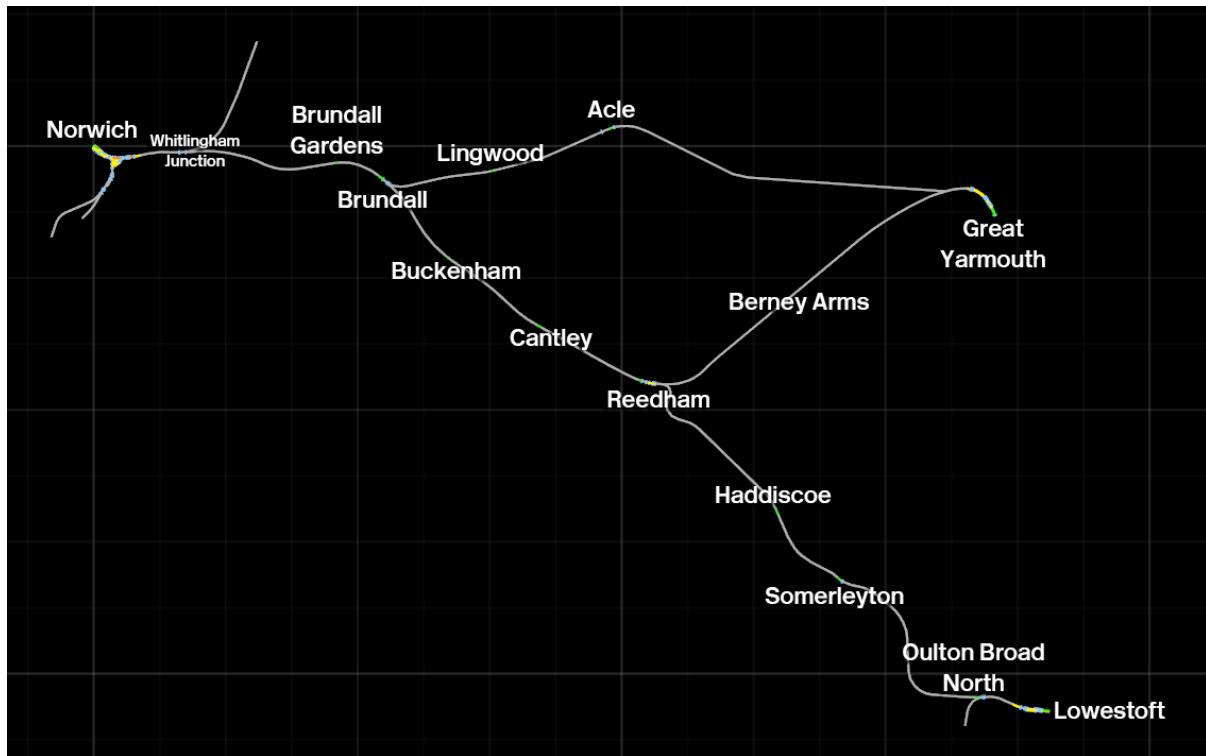 Brundall
Gardens
Acle
Norwich
Whitlingham
Junction
Lingwood
Brundall
Great
Yarmouth
Buckenham
Berney Arms
Cantley
Reedham
Haddiscoe
Somerleyton
Oulton Broad
North
Lowestoft